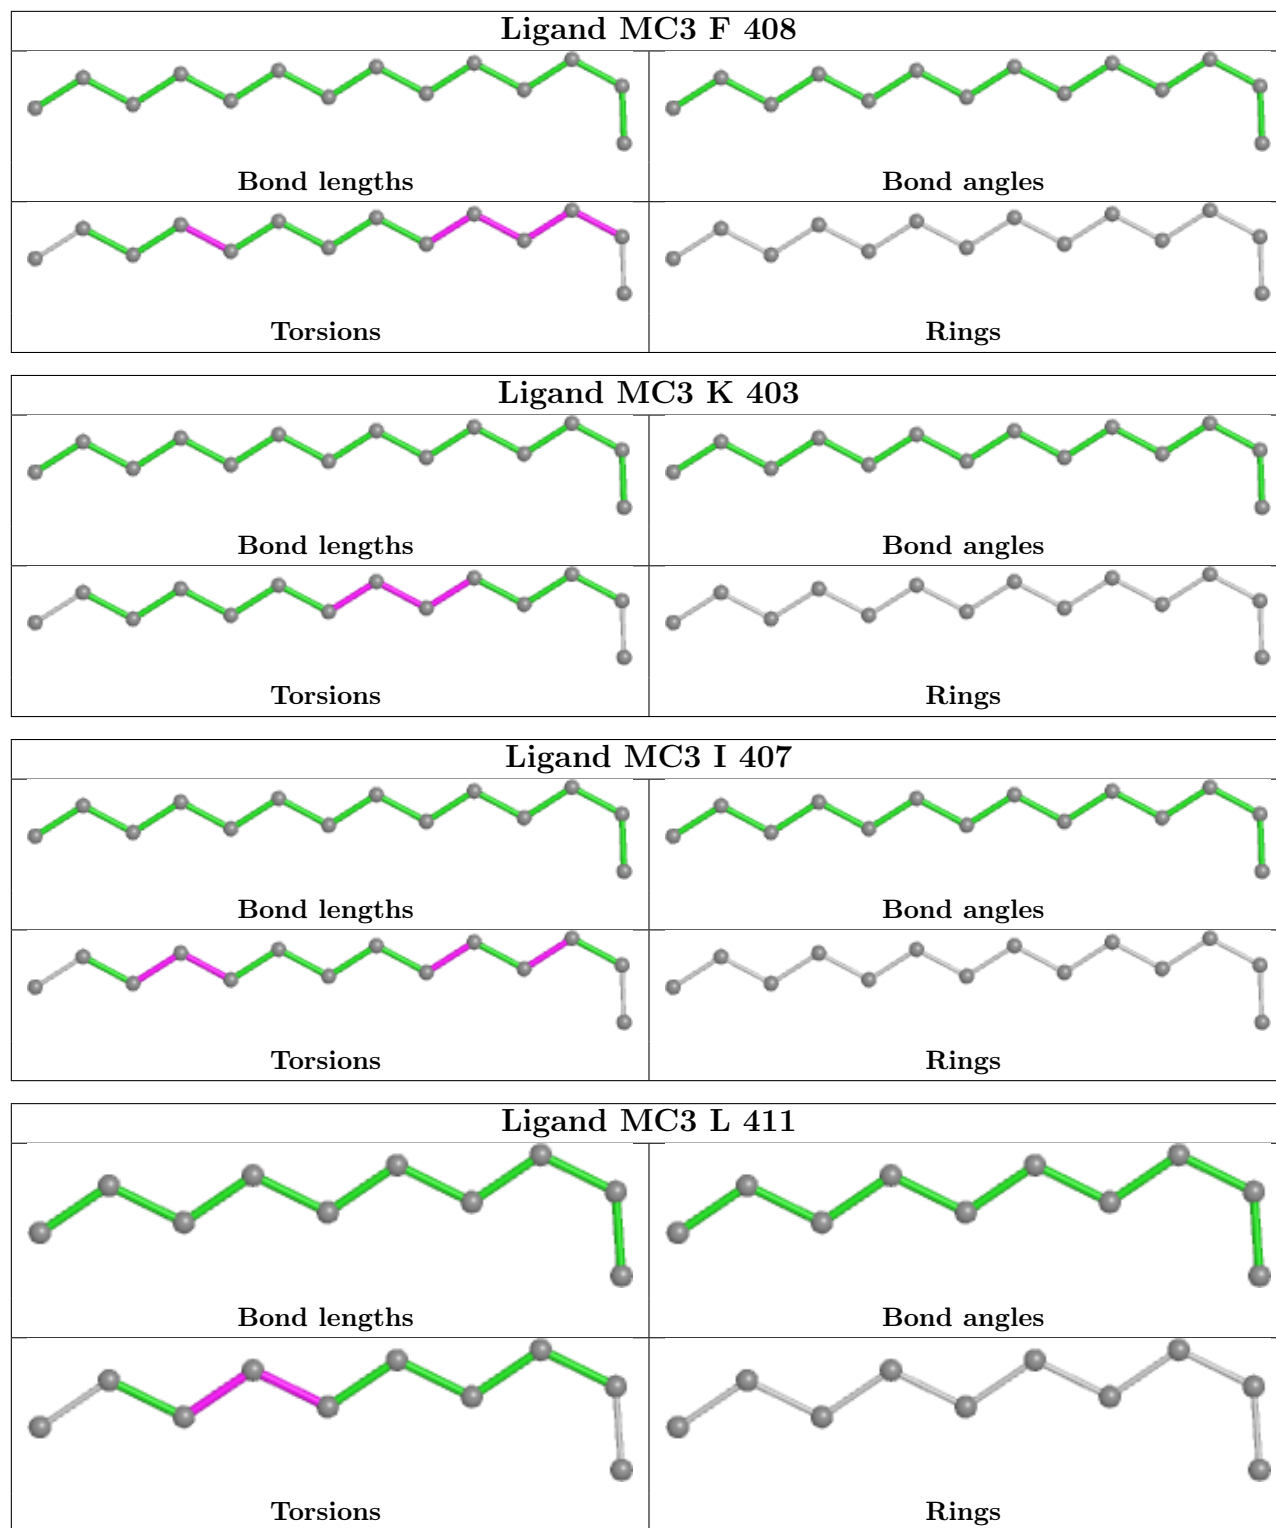 Ligand MC3 F 408
Bond lengths
Bond angles
Torsions
Rings
Ligand MC3 K 403
Bond lengths
Bond angles
Torsions
Rings
Ligand MC3 I 407
Bond lengths
Bond angles
Torsions
Rings
Ligand MC3 L 411
Bond lengths
Bond angles
Torsions
Rings